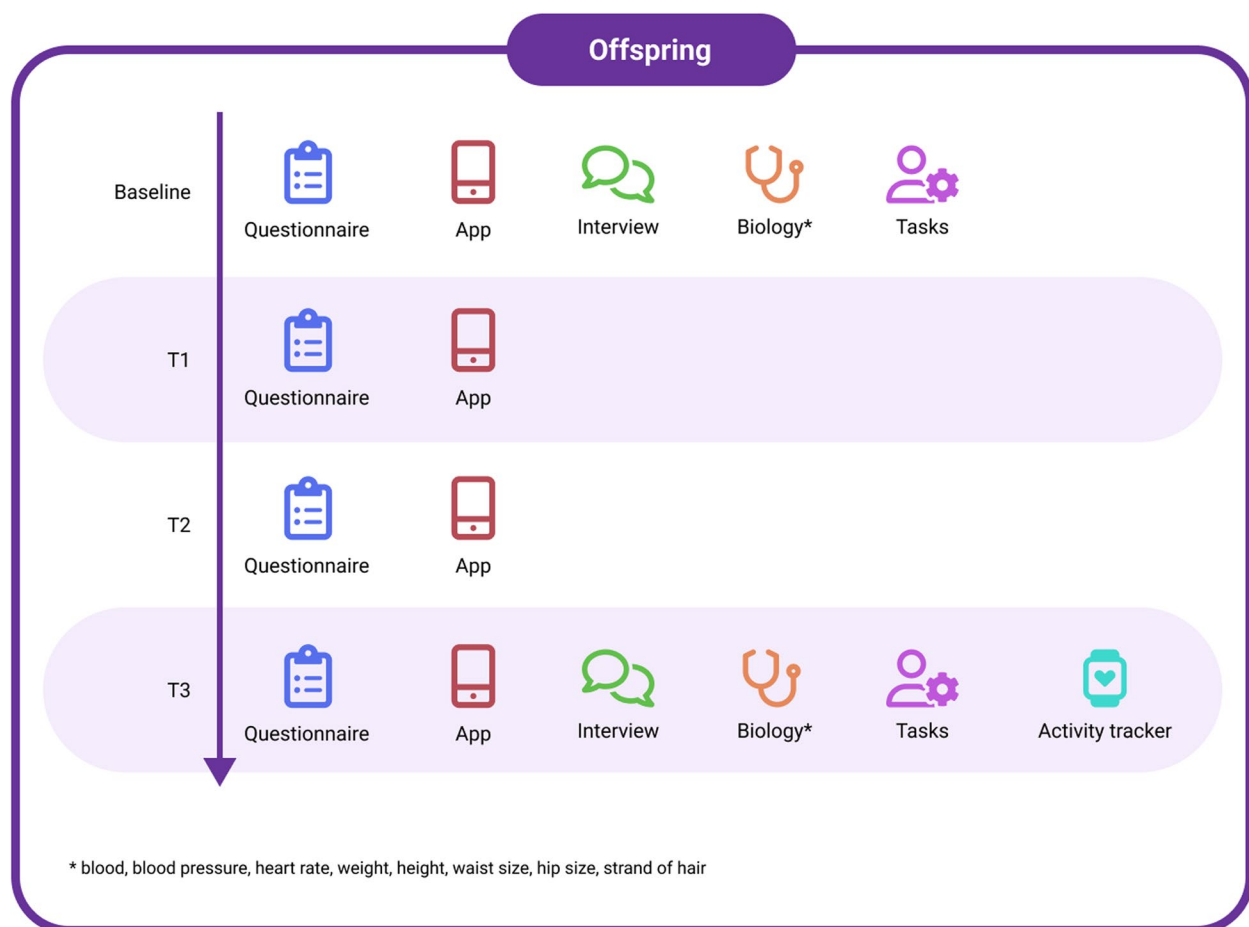 Offspring
Baseline
Questionnaire App Interview Biology* Tasks
T1
Questionnaire App
T2
Questionnaire App
T3
Questionnaire App Interview Biology* Tasks Activity tracker
* blood, blood pressure, heart rate, weight, height, waist size, hip size, strand of hair